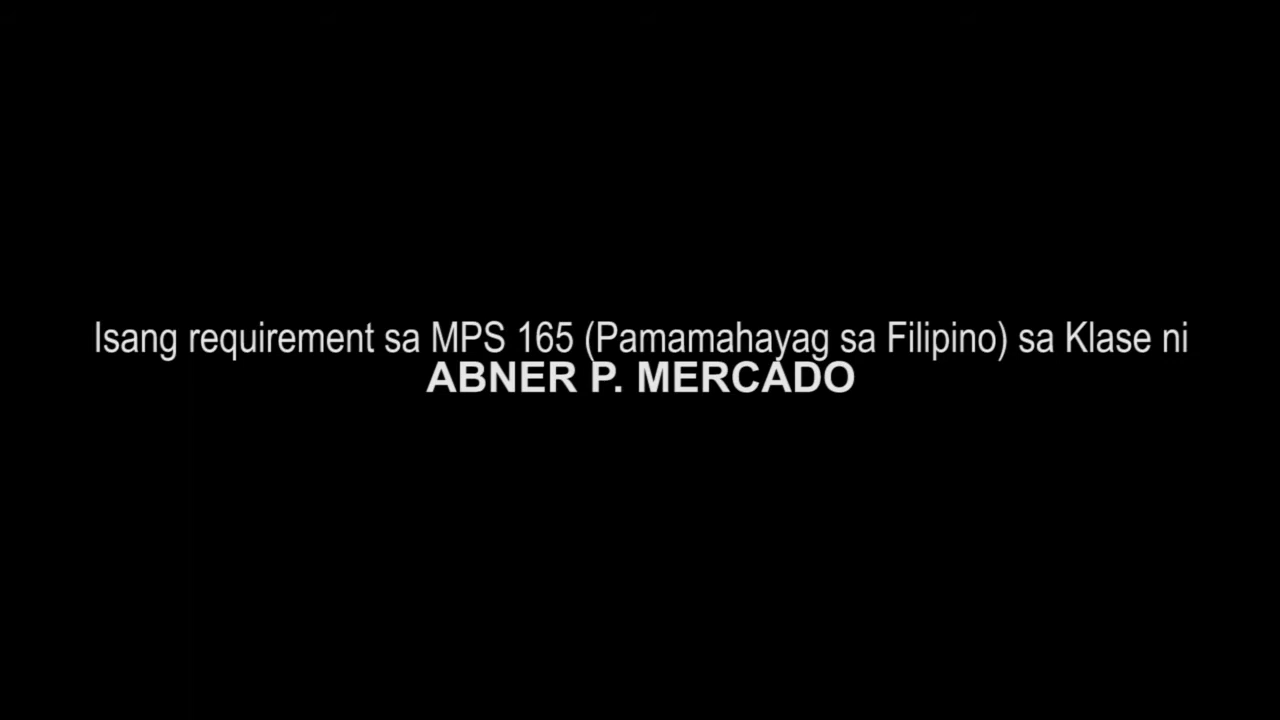 Isang requirement sa MPS 165 (Pamamahayag sa Filipino) sa Klase ni
ABNER P. MERCADO